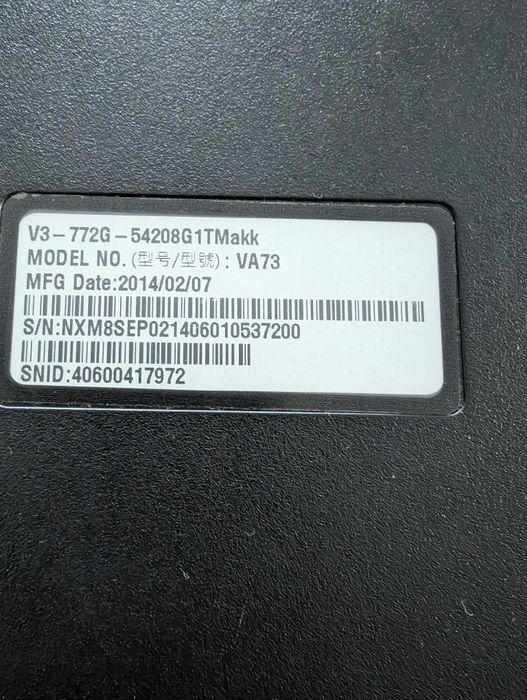 V3-772G-54208G1TMakk
MODEL NO.(型号/型號): VA73
MFG Date:2014/02/07
S/N:NXM8SEP021406010537200
SNID:40600417972